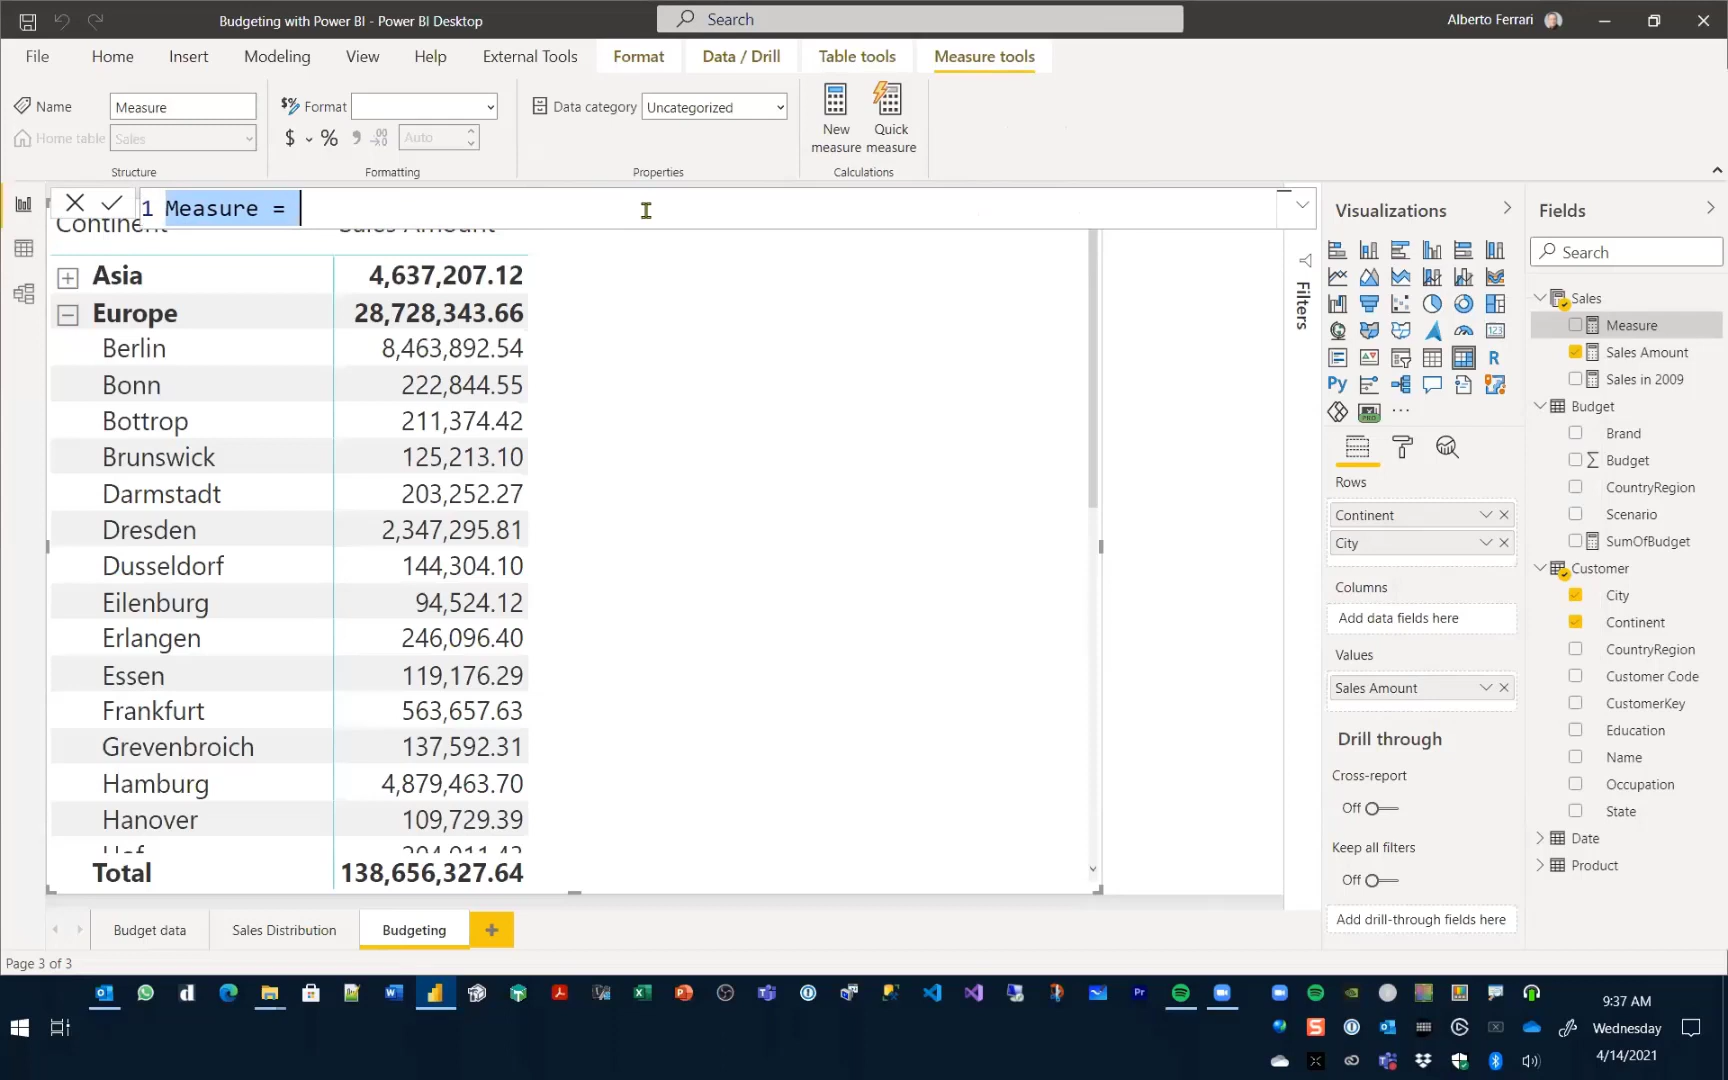 Budgeting with Power BI - Power BI Desktop
Search
Alberto Ferrari
File
Home
Insert
Modeling
View
Help
External Tools
Format
Data / Drill
Table tools
Measure tools
Name
Measure
Home table
Sales
Structure
Format
$ %
Auto
Formatting
Data category
Uncategorized
Properties
New measure
Quick measure
Calculations
1 Measure =
Continent
Sales Amount
Asia 4,637,207.12
Europe 28,728,343.66
Berlin 8,463,892.54
Bonn 222,844.55
Bottrop 211,374.42
Brunswick 125,213.10
Darmstadt 203,252.27
Dresden 2,347,295.81
Dusseldorf 144,304.10
Eilenburg 94,524.12
Erlangen 246,096.40
Essen 119,176.29
Frankfurt 563,657.63
Grevenbroich 137,592.31
Hamburg 4,879,463.70
Hanover 109,729.39
Total 138,656,327.64
Filters
Visualizations
Rows
Continent
City
Columns
Add data fields here
Values
Sales Amount
Drill through
Cross-report
Off
Keep all filters
Off
Add drill-through fields here
Fields
Search
Sales
Measure
Sales Amount
Sales in 2009
Budget
Brand
Budget
CountryRegion
Scenario
SumOfBudget
Customer
City
Continent
CountryRegion
Customer Code
CustomerKey
Education
Name
Occupation
State
Date
Product
Budget data
Sales Distribution
Budgeting
Page 3 of 3
9:37 AM
Wednesday
4/14/2021